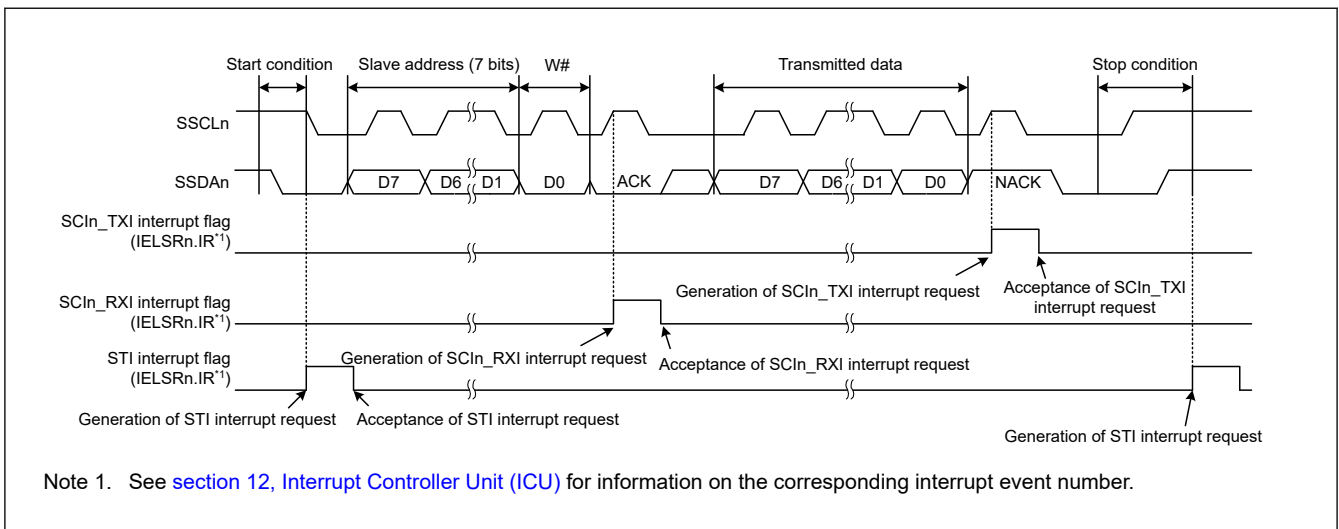 Start condition
Slave address (7 bits)
W#
Transmitted data
Stop condition
SSCLn
SSDAn
D7
D6
D1
D0
ACK
D7
D6
D1
D0
NACK
SCIn_TXI interrupt flag
(IELSRn.IR*1)
Generation of SCIn_TXI interrupt request
Acceptance of SCIn_TXI
interrupt request
SCIn_RXI interrupt flag
(IELSRn.IR*1)
Generation of SCIn_RXI interrupt request
Acceptance of SCIn_RXI interrupt request
STI interrupt flag
(IELSRn.IR*1)
Generation of STI interrupt request
Acceptance of STI interrupt request
Generation of STI interrupt request
Note 1. See section 12, Interrupt Controller Unit (ICU) for information on the corresponding interrupt event number.